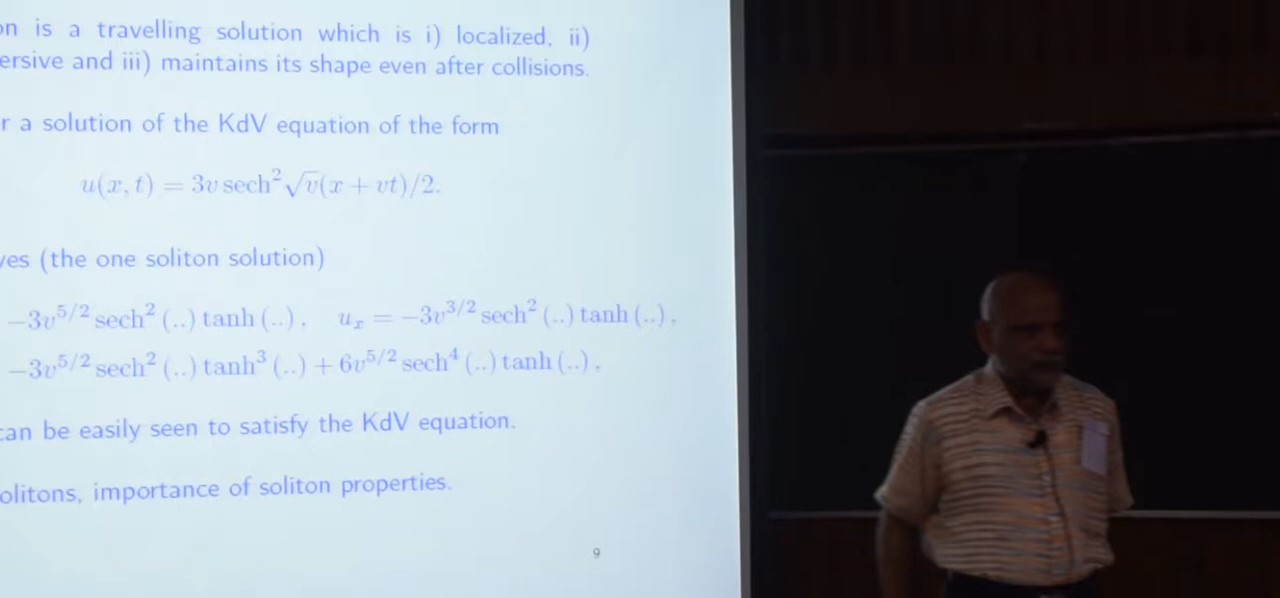 is a travelling solution which is i) localized, ii)
and iii) maintains its shape even after collisions.
a solution of the KdV equation of the form
u(x, t) = 3v sech² √v(x + vt)/2.
(the one soliton solution)
−3v^{5/2} sech² (..) tanh (..) , u_x = −3v^{3/2} sech² (..) tanh (..) ,
−3v^{5/2} sech² (..) tanh³ (..) + 6v^{5/2} sech⁴ (..) tanh (..) ,
can be easily seen to satisfy the KdV equation.
olitons, importance of soliton properties.
9